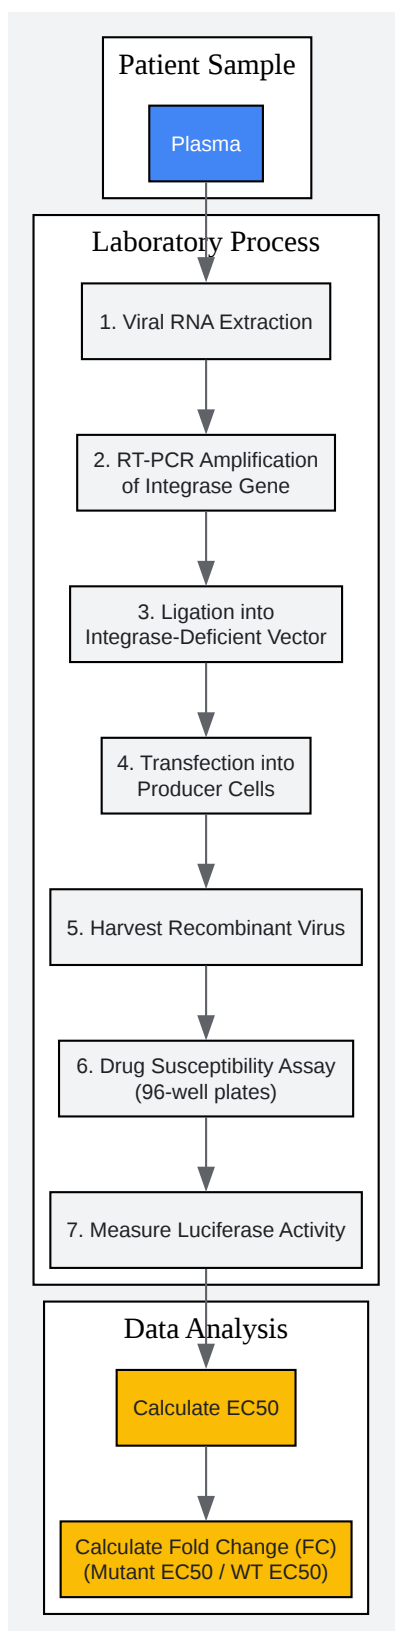 Patient Sample
Plasma
Laboratory Process
1. Viral RNA Extraction
2. RT-PCR Amplification
of Integrase Gene
3. Ligation into
Integrase-Deficient Vector
4. Transfection into
Producer Cells
5. Harvest Recombinant Virus
6. Drug Susceptibility Assay
(96-well plates)
7. Measure Luciferase Activity
Data Analysis
Calculate EC50
Calculate Fold Change (FC)
(Mutant EC50 / WT EC50)